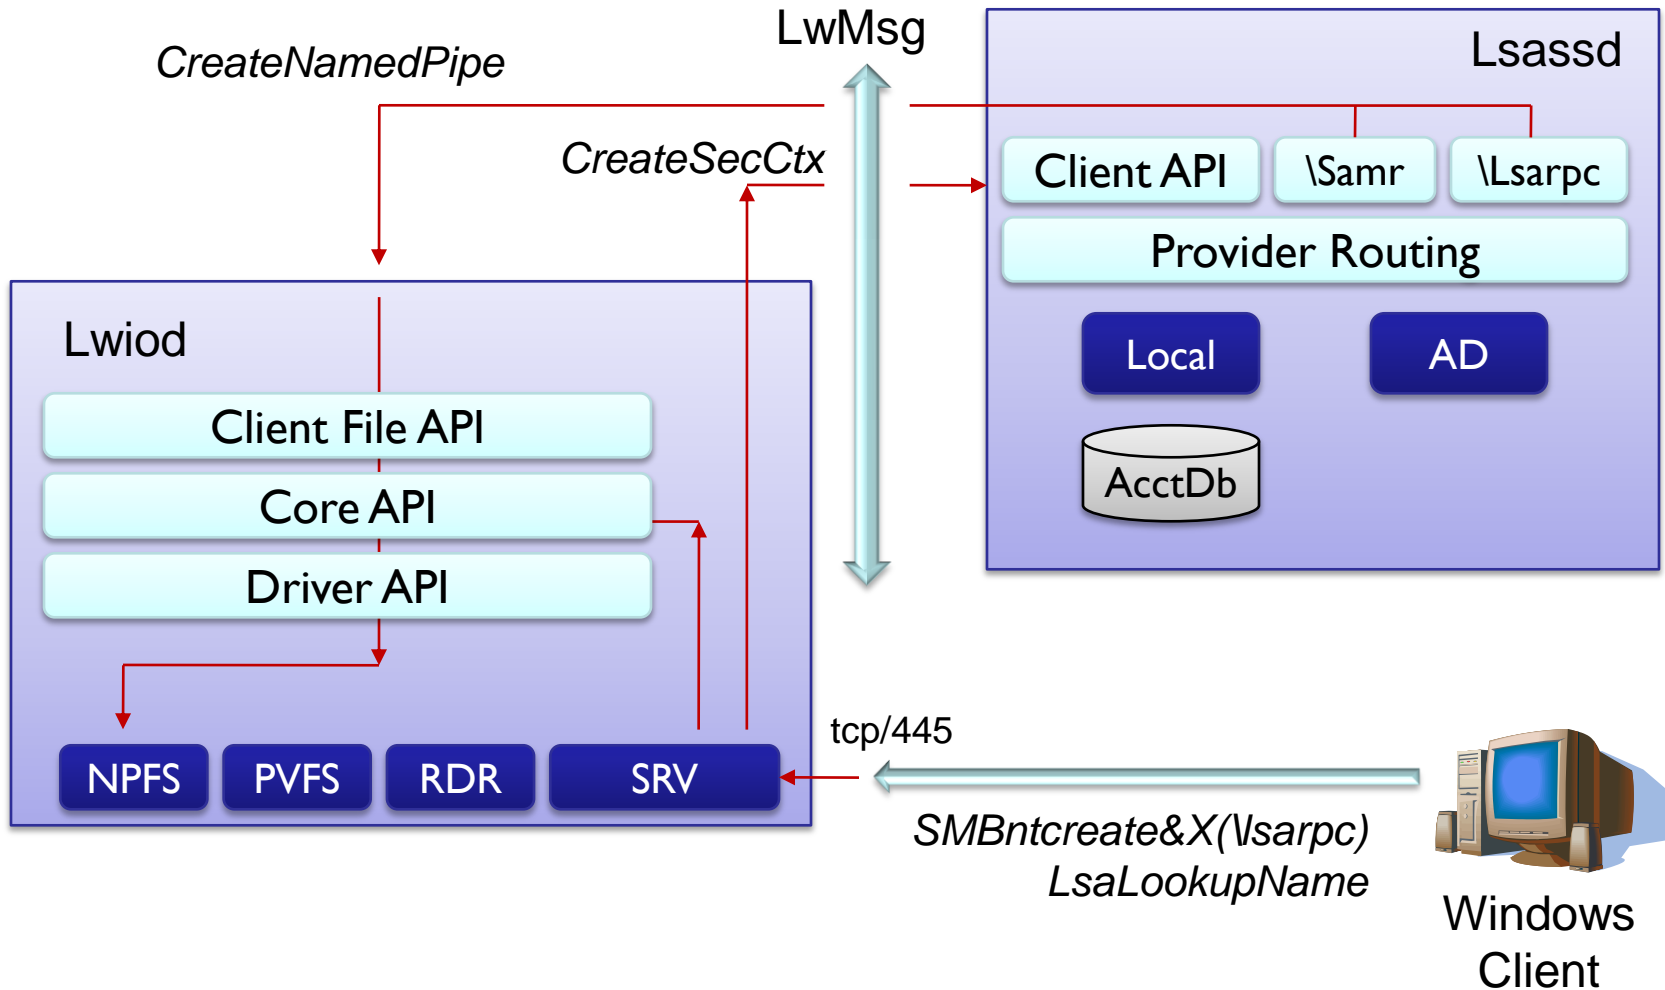 LwMsg
Lsassd
CreateNamedPipe
CreateSecCtx
Client API
\Samr
\Lsarpc
Provider Routing
Local
AD
AcctDb
Lwiod
Client File API
Core API
Driver API
NPFS
PVFS
RDR
SRV
tcp/445
SMBntcreate&X(\lsarpc)
LsaLookupName
Windows
Client